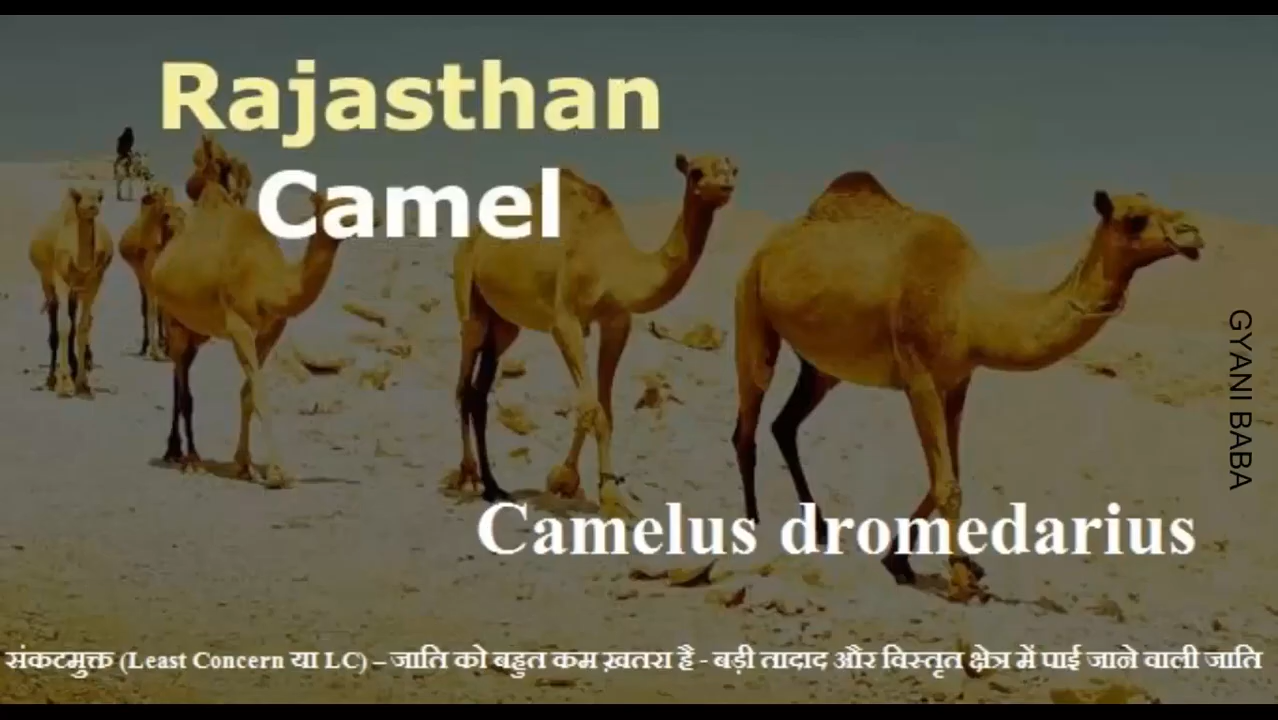 Rajasthan
Camel
GYANI BABA
Camelus dromedarius
संकटमुक्त (Least Concern या LC) – जाति को बहुत कम ख़तरा हैं - बड़ी तादाद और विस्तृत क्षेत्र में पाई जाने वाली जाति